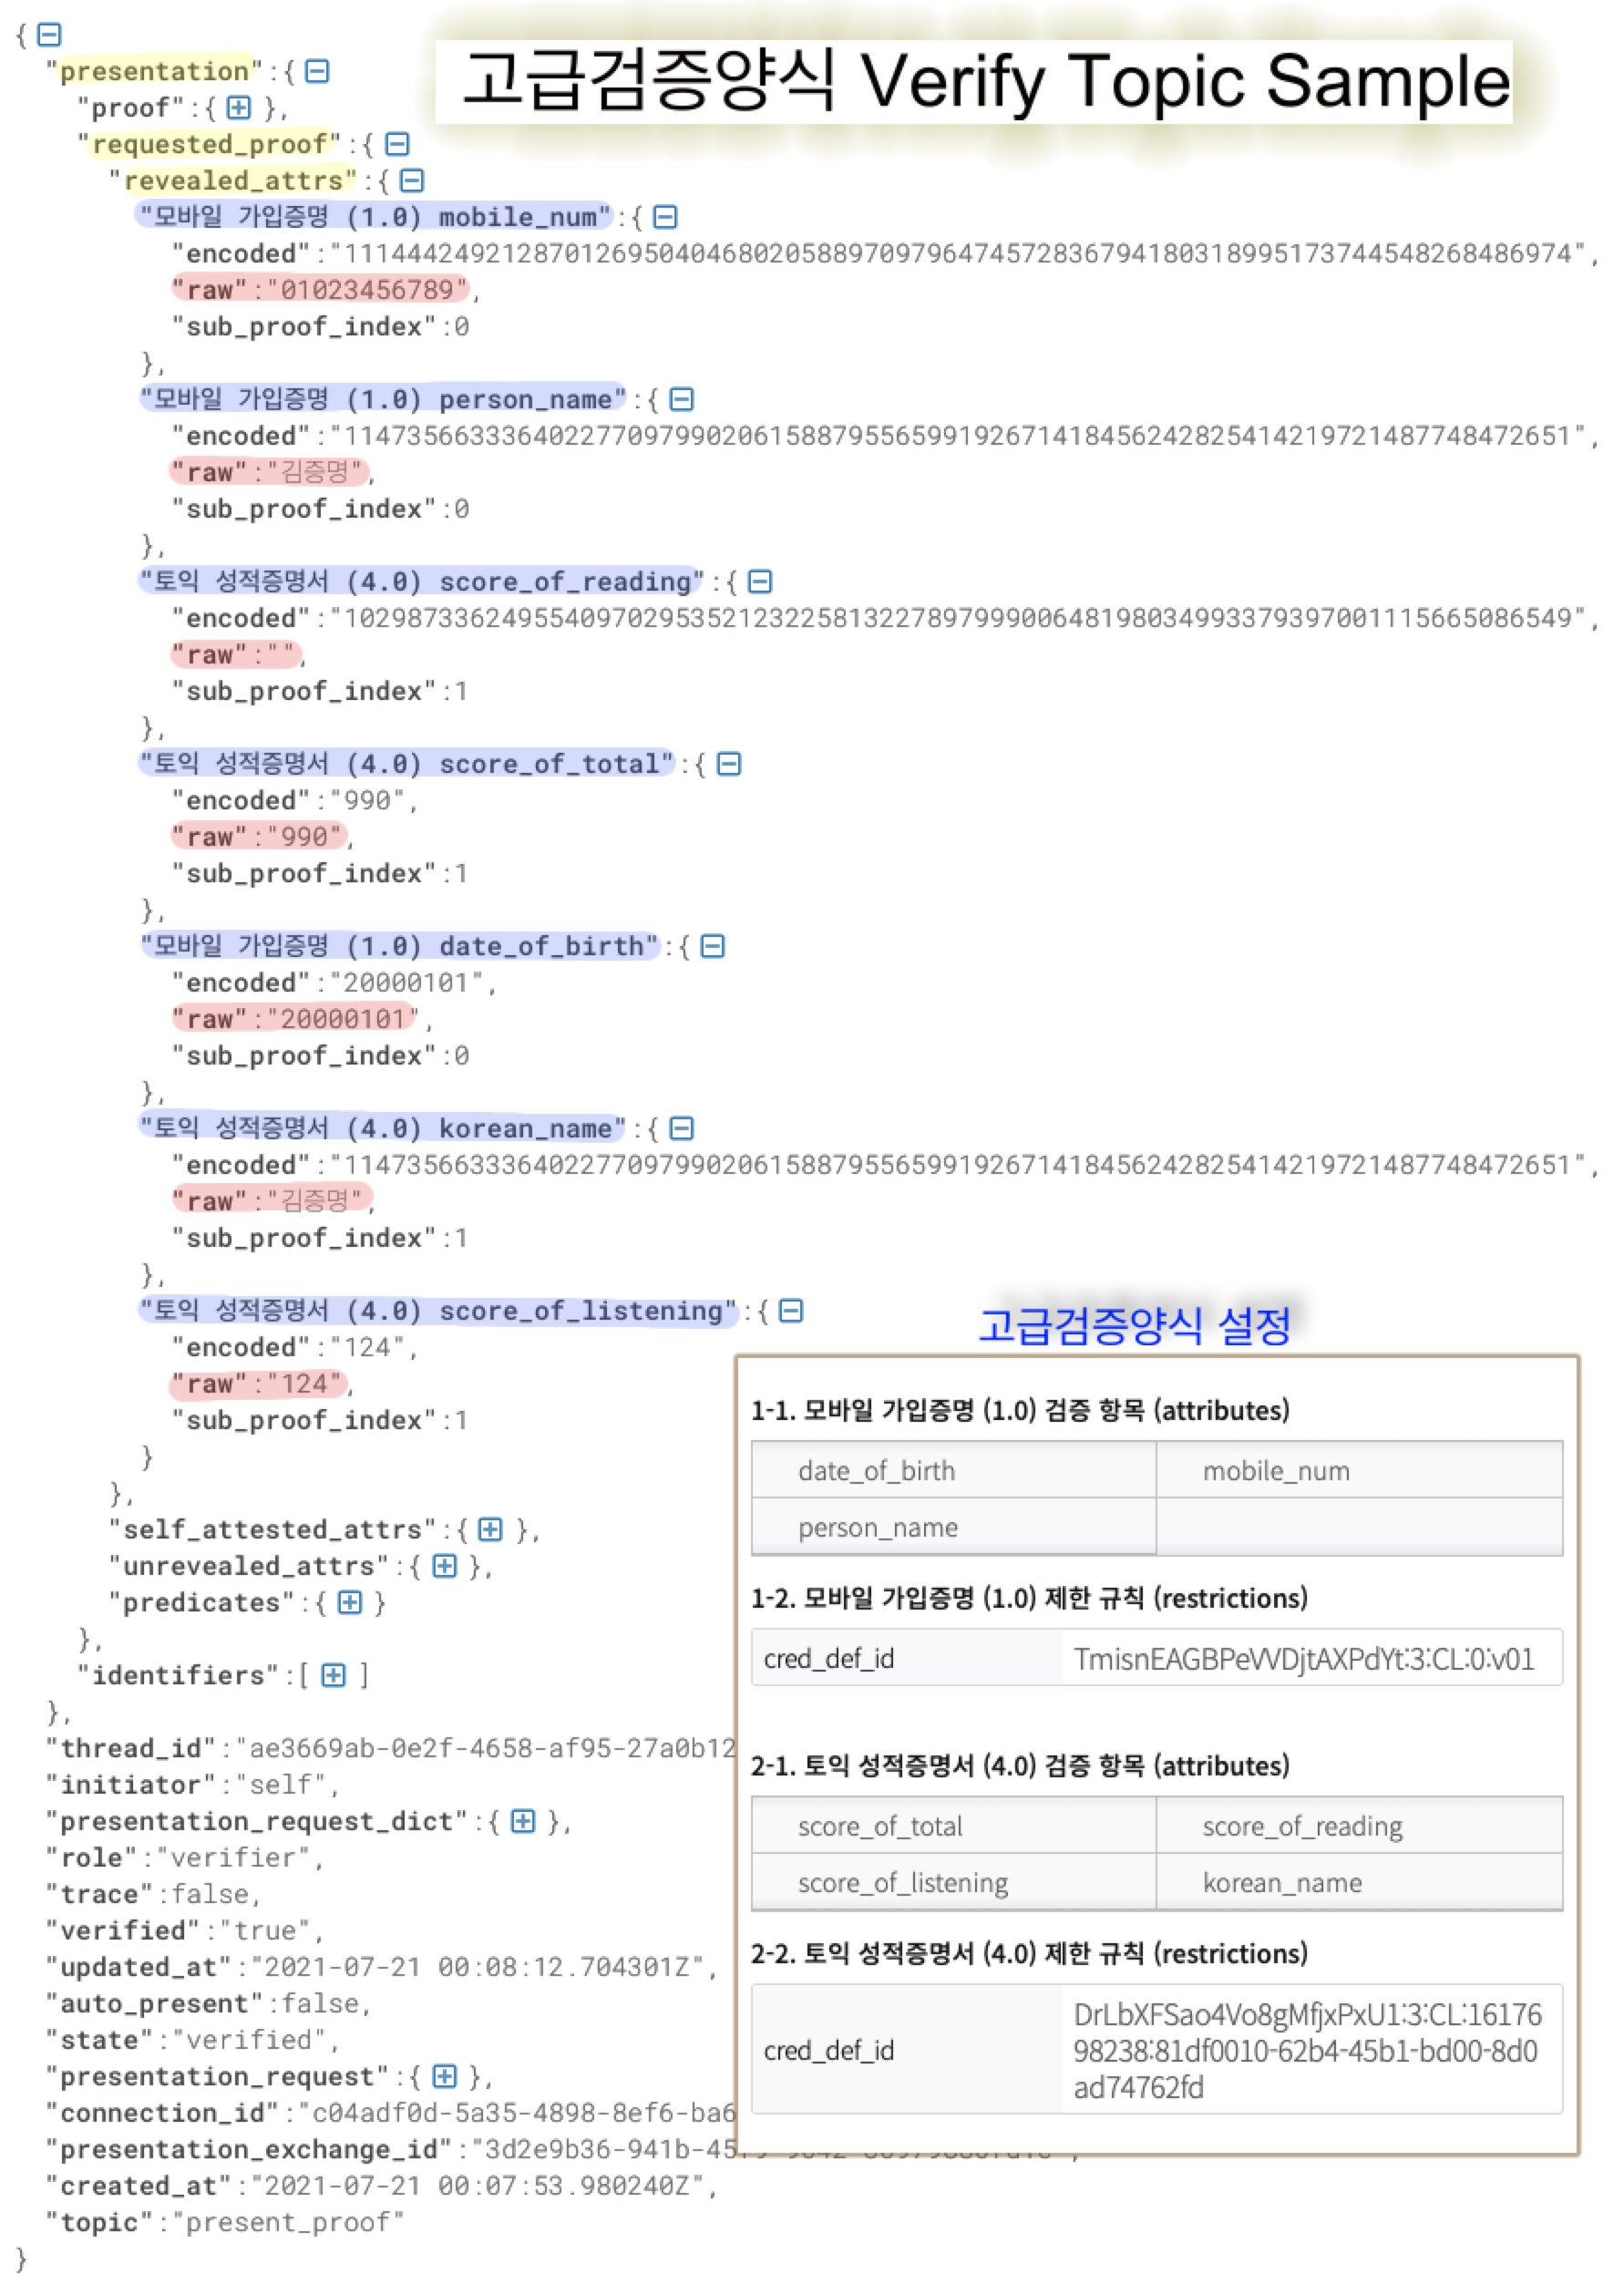 고급검증양식 Verify Topic Sample
{
"presentation":{
"proof":{ },
"requested_proof":{
"revealed_attrs":{
"모바일 가입증명 (1.0) mobile_num":{
"encoded":"111444249212870126950404680205889709796474572836794180318995173744548268486974",
"raw":"01023456789",
"sub_proof_index":0
},
"모바일 가입증명 (1.0) person_name":{
"encoded":"114735663336402277097990206158879556599192671418456242825414219721487748472651",
"raw":"김증명",
"sub_proof_index":0
},
"토익 성적증명서 (4.0) score_of_reading":{
"encoded":"102987336249554097029535212322581322789799900648198034993379397001115665086549",
"raw":"",
"sub_proof_index":1
},
"토익 성적증명서 (4.0) score_of_total":{
"encoded":"990",
"raw":"990",
"sub_proof_index":1
},
"모바일 가입증명 (1.0) date_of_birth":{
"encoded":"20000101",
"raw":"20000101",
"sub_proof_index":0
},
"토익 성적증명서 (4.0) korean_name":{
"encoded":"114735663336402277097990206158879556599192671418456242825414219721487748472651",
"raw":"김증명",
"sub_proof_index":1
},
"토익 성적증명서 (4.0) score_of_listening":{
"encoded":"124",
"raw":"124",
"sub_proof_index":1
}
},
"self_attested_attrs":{ },
"unrevealed_attrs":{ },
"predicates":{ }
},
"identifiers":[ ]
},
"thread_id":"ae3669ab-0e2f-4658-af95-27a0b12
"initiator":"self",
"presentation_request_dict":{ },
"role":"verifier",
"trace":false,
"verified":"true",
"updated_at":"2021-07-21 00:08:12.704301Z",
"auto_present":false,
"state":"verified",
"presentation_request":{ },
"connection_id":"c04adf0d-5a35-4898-8ef6-ba6
"presentation_exchange_id":"3d2e9b36-941b-45
"created_at":"2021-07-21 00:07:53.980240Z",
"topic":"present_proof"
}
고급검증양식 설정
1-1. 모바일 가입증명 (1.0) 검증 항목 (attributes)
date_of_birth mobile_num
person_name
1-2. 모바일 가입증명 (1.0) 제한 규칙 (restrictions)
cred_def_id TmisnEAGBPeVVDjtAXPdYt:3:CL:0:v01
2-1. 토익 성적증명서 (4.0) 검증 항목 (attributes)
score_of_total score_of_reading
score_of_listening korean_name
2-2. 토익 성적증명서 (4.0) 제한 규칙 (restrictions)
cred_def_id
DrLbXFSao4Vo8gMfjxPxU1:3:CL:16176
98238:81df0010-62b4-45b1-bd00-8d0
ad74762fd